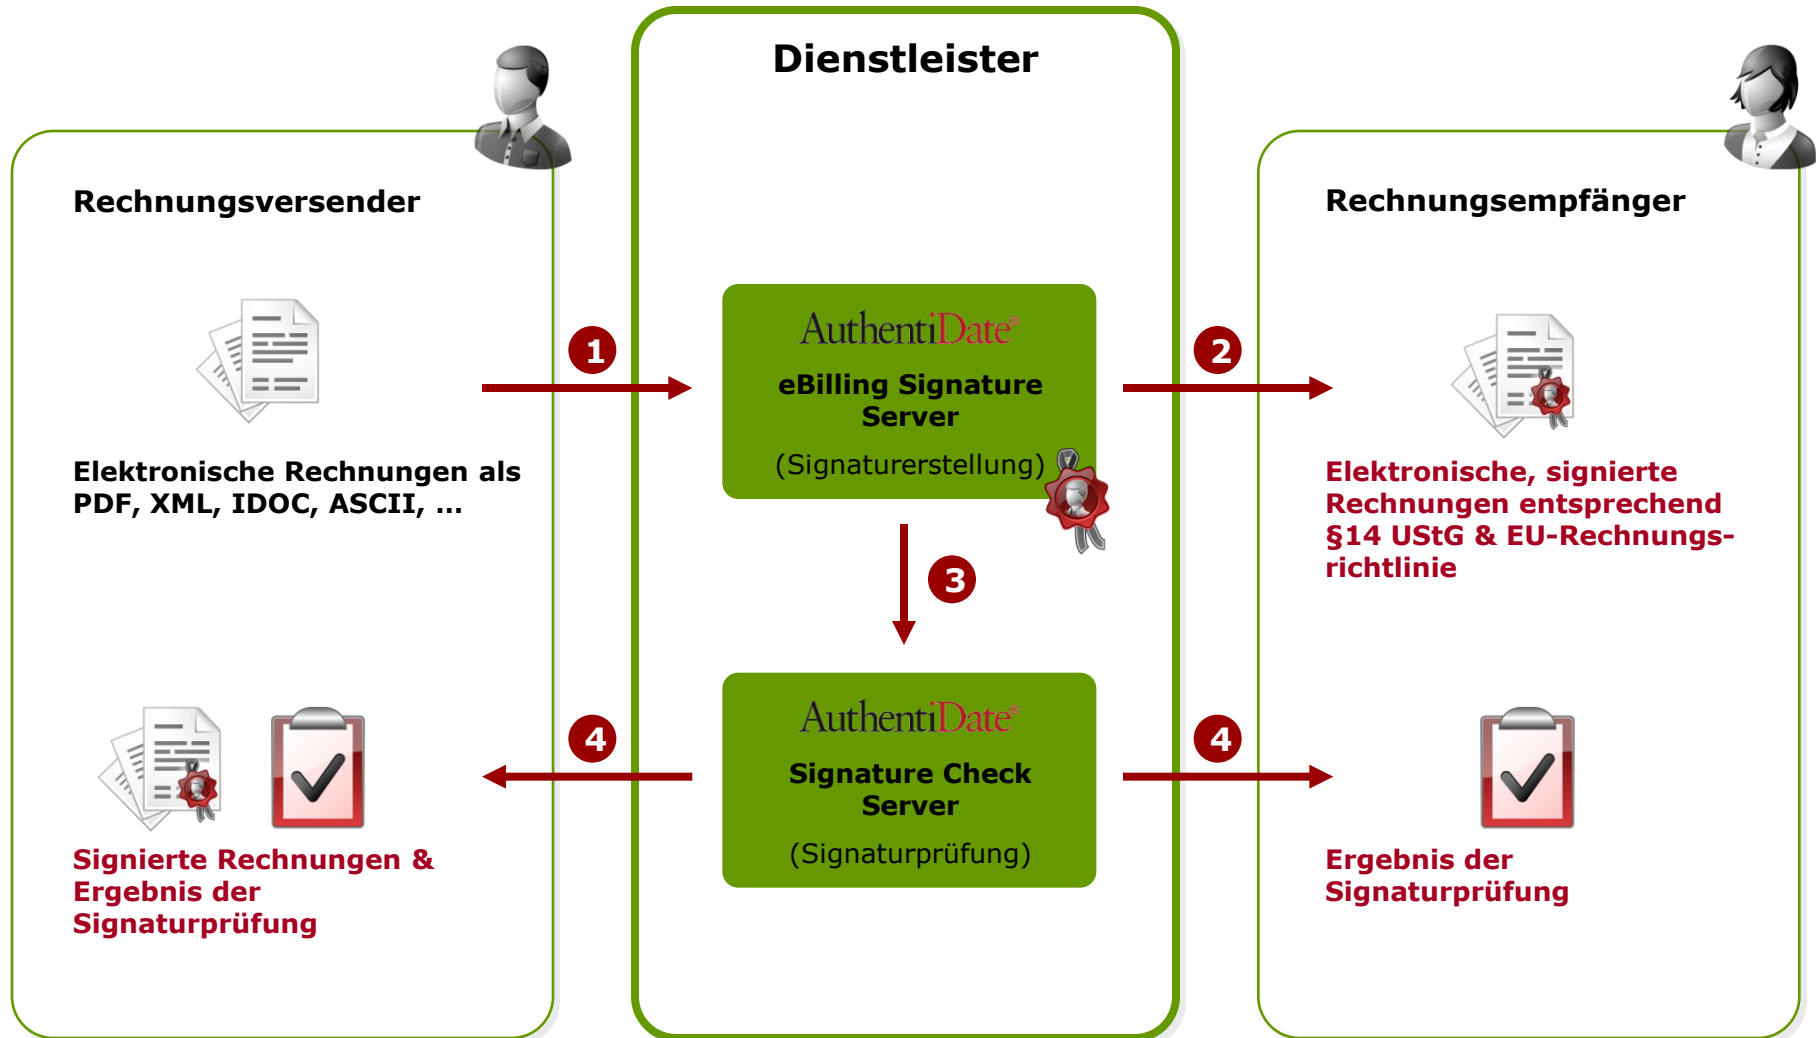 Dienstleister
Rechnungsversender
Rechnungsempfänger
AuthentiDate®
eBilling Signature
Server
(Signaturerstellung)
1
2
Elektronische Rechnungen als
PDF, XML, IDOC, ASCII, ...
Elektronische, signierte
Rechnungen entsprechend
§14 UStG & EU-Rechnungs-
richtlinie
3
AuthentiDate®
Signature Check
Server
(Signaturprüfung)
4
4
Signierte Rechnungen &
Ergebnis der
Signaturprüfung
Ergebnis der
Signaturprüfung